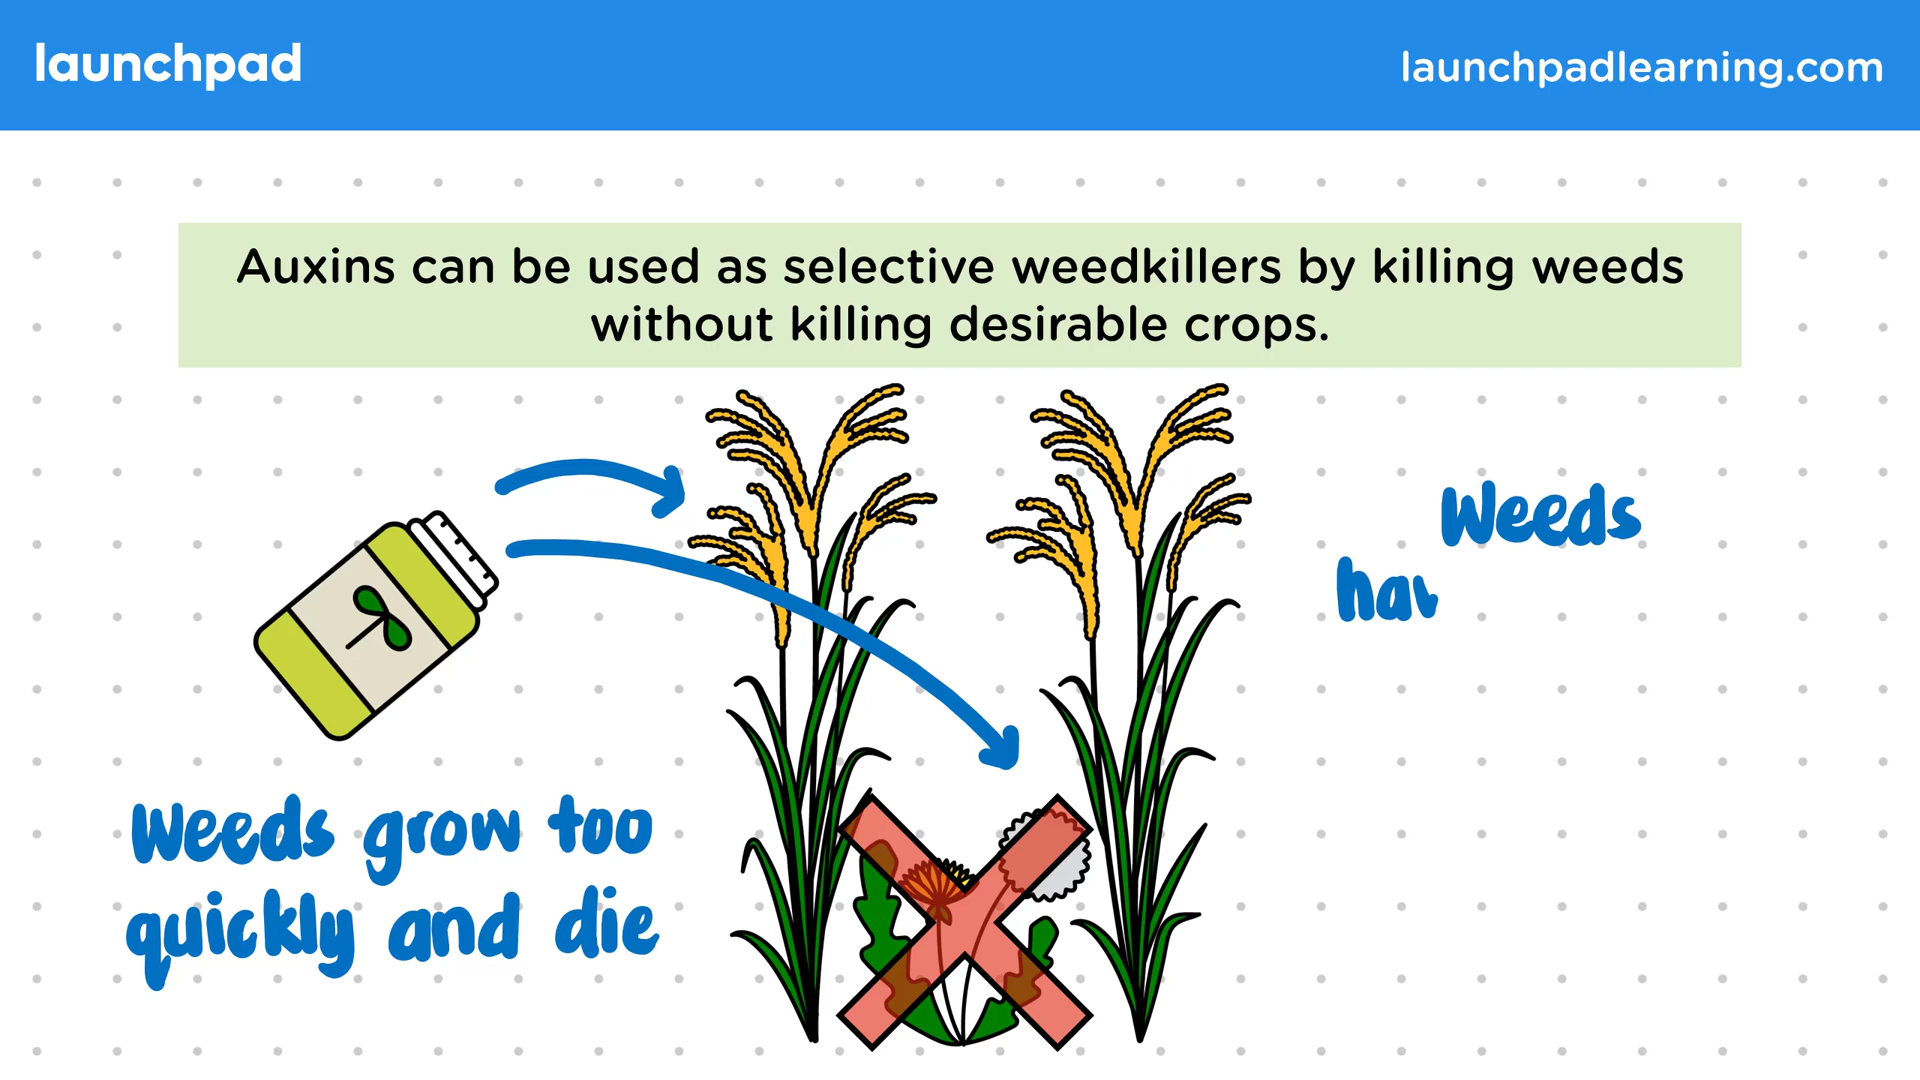 launchpad
launchpadlearning.com
Auxins can be used as selective weedkillers by killing weeds
without killing desirable crops.
Weeds grow too
quickly and die
Weeds
hav